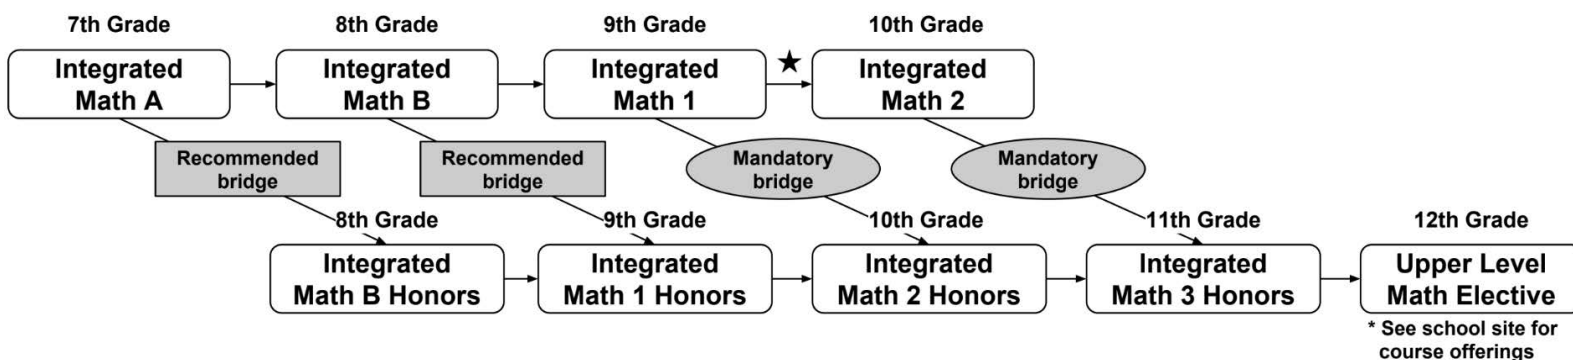 7th Grade
8th Grade
9th Grade
10th Grade
Integrated
Math A
Integrated
Math B
Integrated
Math 1
★
Integrated
Math 2
Recommended
bridge
Recommended
bridge
Mandatory
bridge
Mandatory
bridge
8th Grade
9th Grade
10th Grade
11th Grade
12th Grade
Integrated
Math B Honors
Integrated
Math 1 Honors
Integrated
Math 2 Honors
Integrated
Math 3 Honors
Upper Level
Math Elective
* See school site for
course offerings